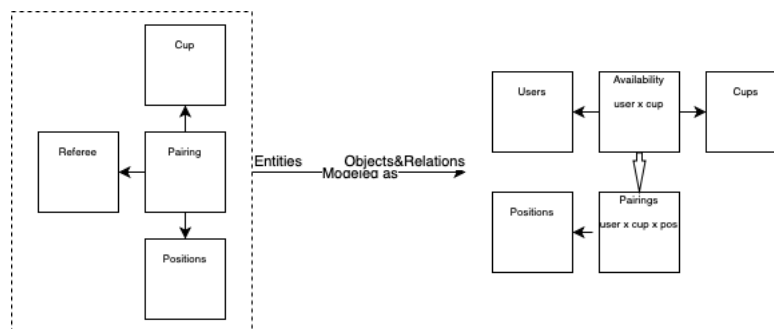 Cup
Referee
Pairing
Positions
Entities
Objects&Relations
Modeled as
Users
Availability
user x cup
Cups
Positions
Pairings
user x cup x pos